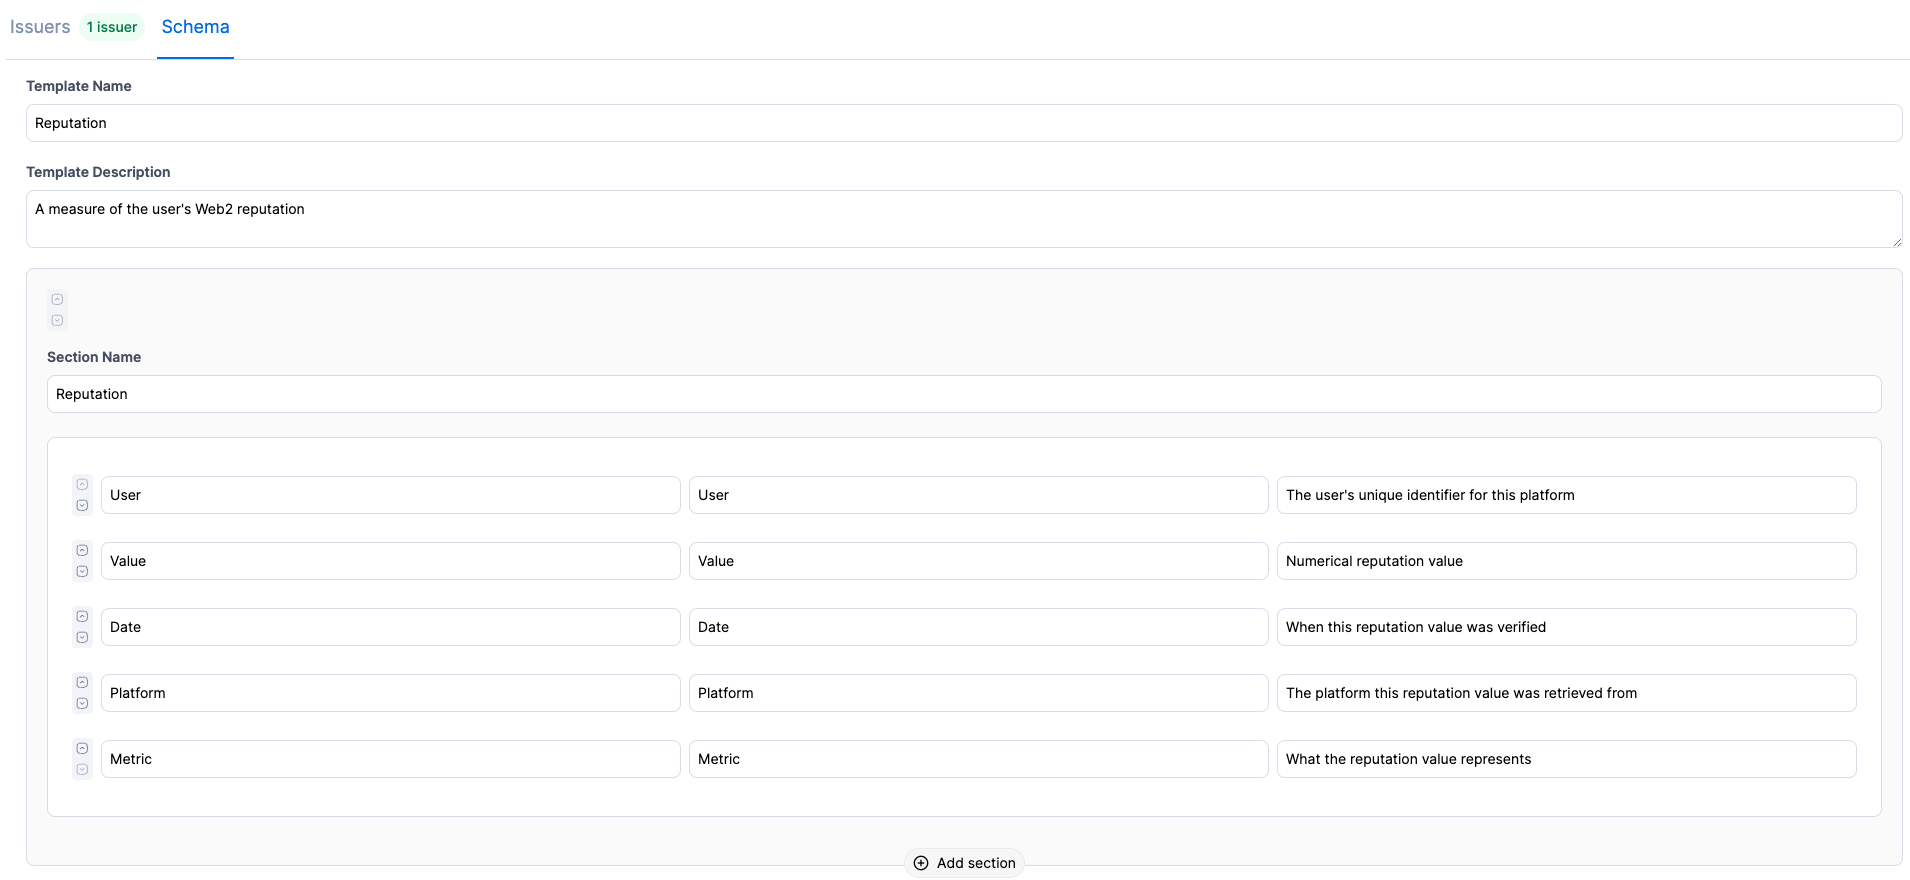 Issuers 1 issuer Schema
Template Name
Reputation
Template Description
A measure of the user's Web2 reputation
Section Name
Reputation
User User The user's unique identifier for this platform
Value Value Numerical reputation value
Date Date When this reputation value was verified
Platform Platform The platform this reputation value was retrieved from
Metric Metric What the reputation value represents
Add section